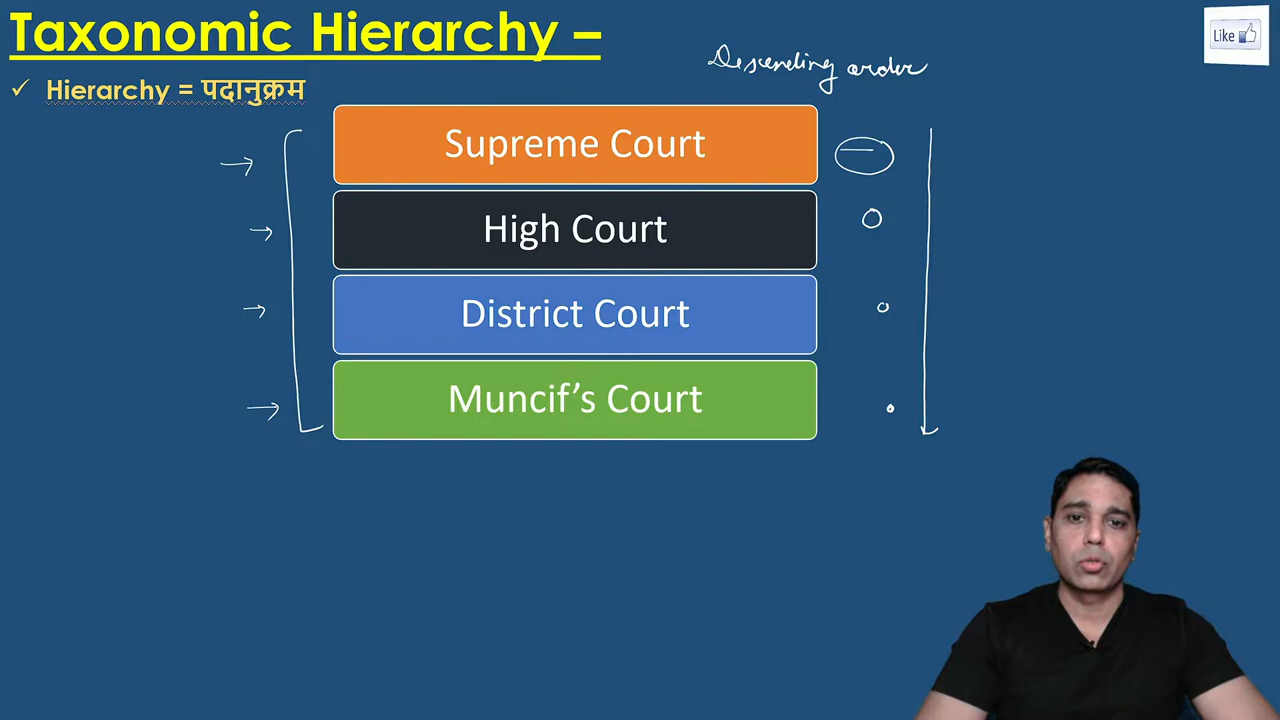 Taxonomic Hierarchy –
Like
Descending order
✓ Hierarchy = पदानुक्रम
Supreme Court
High Court
District Court
Muncif’s Court